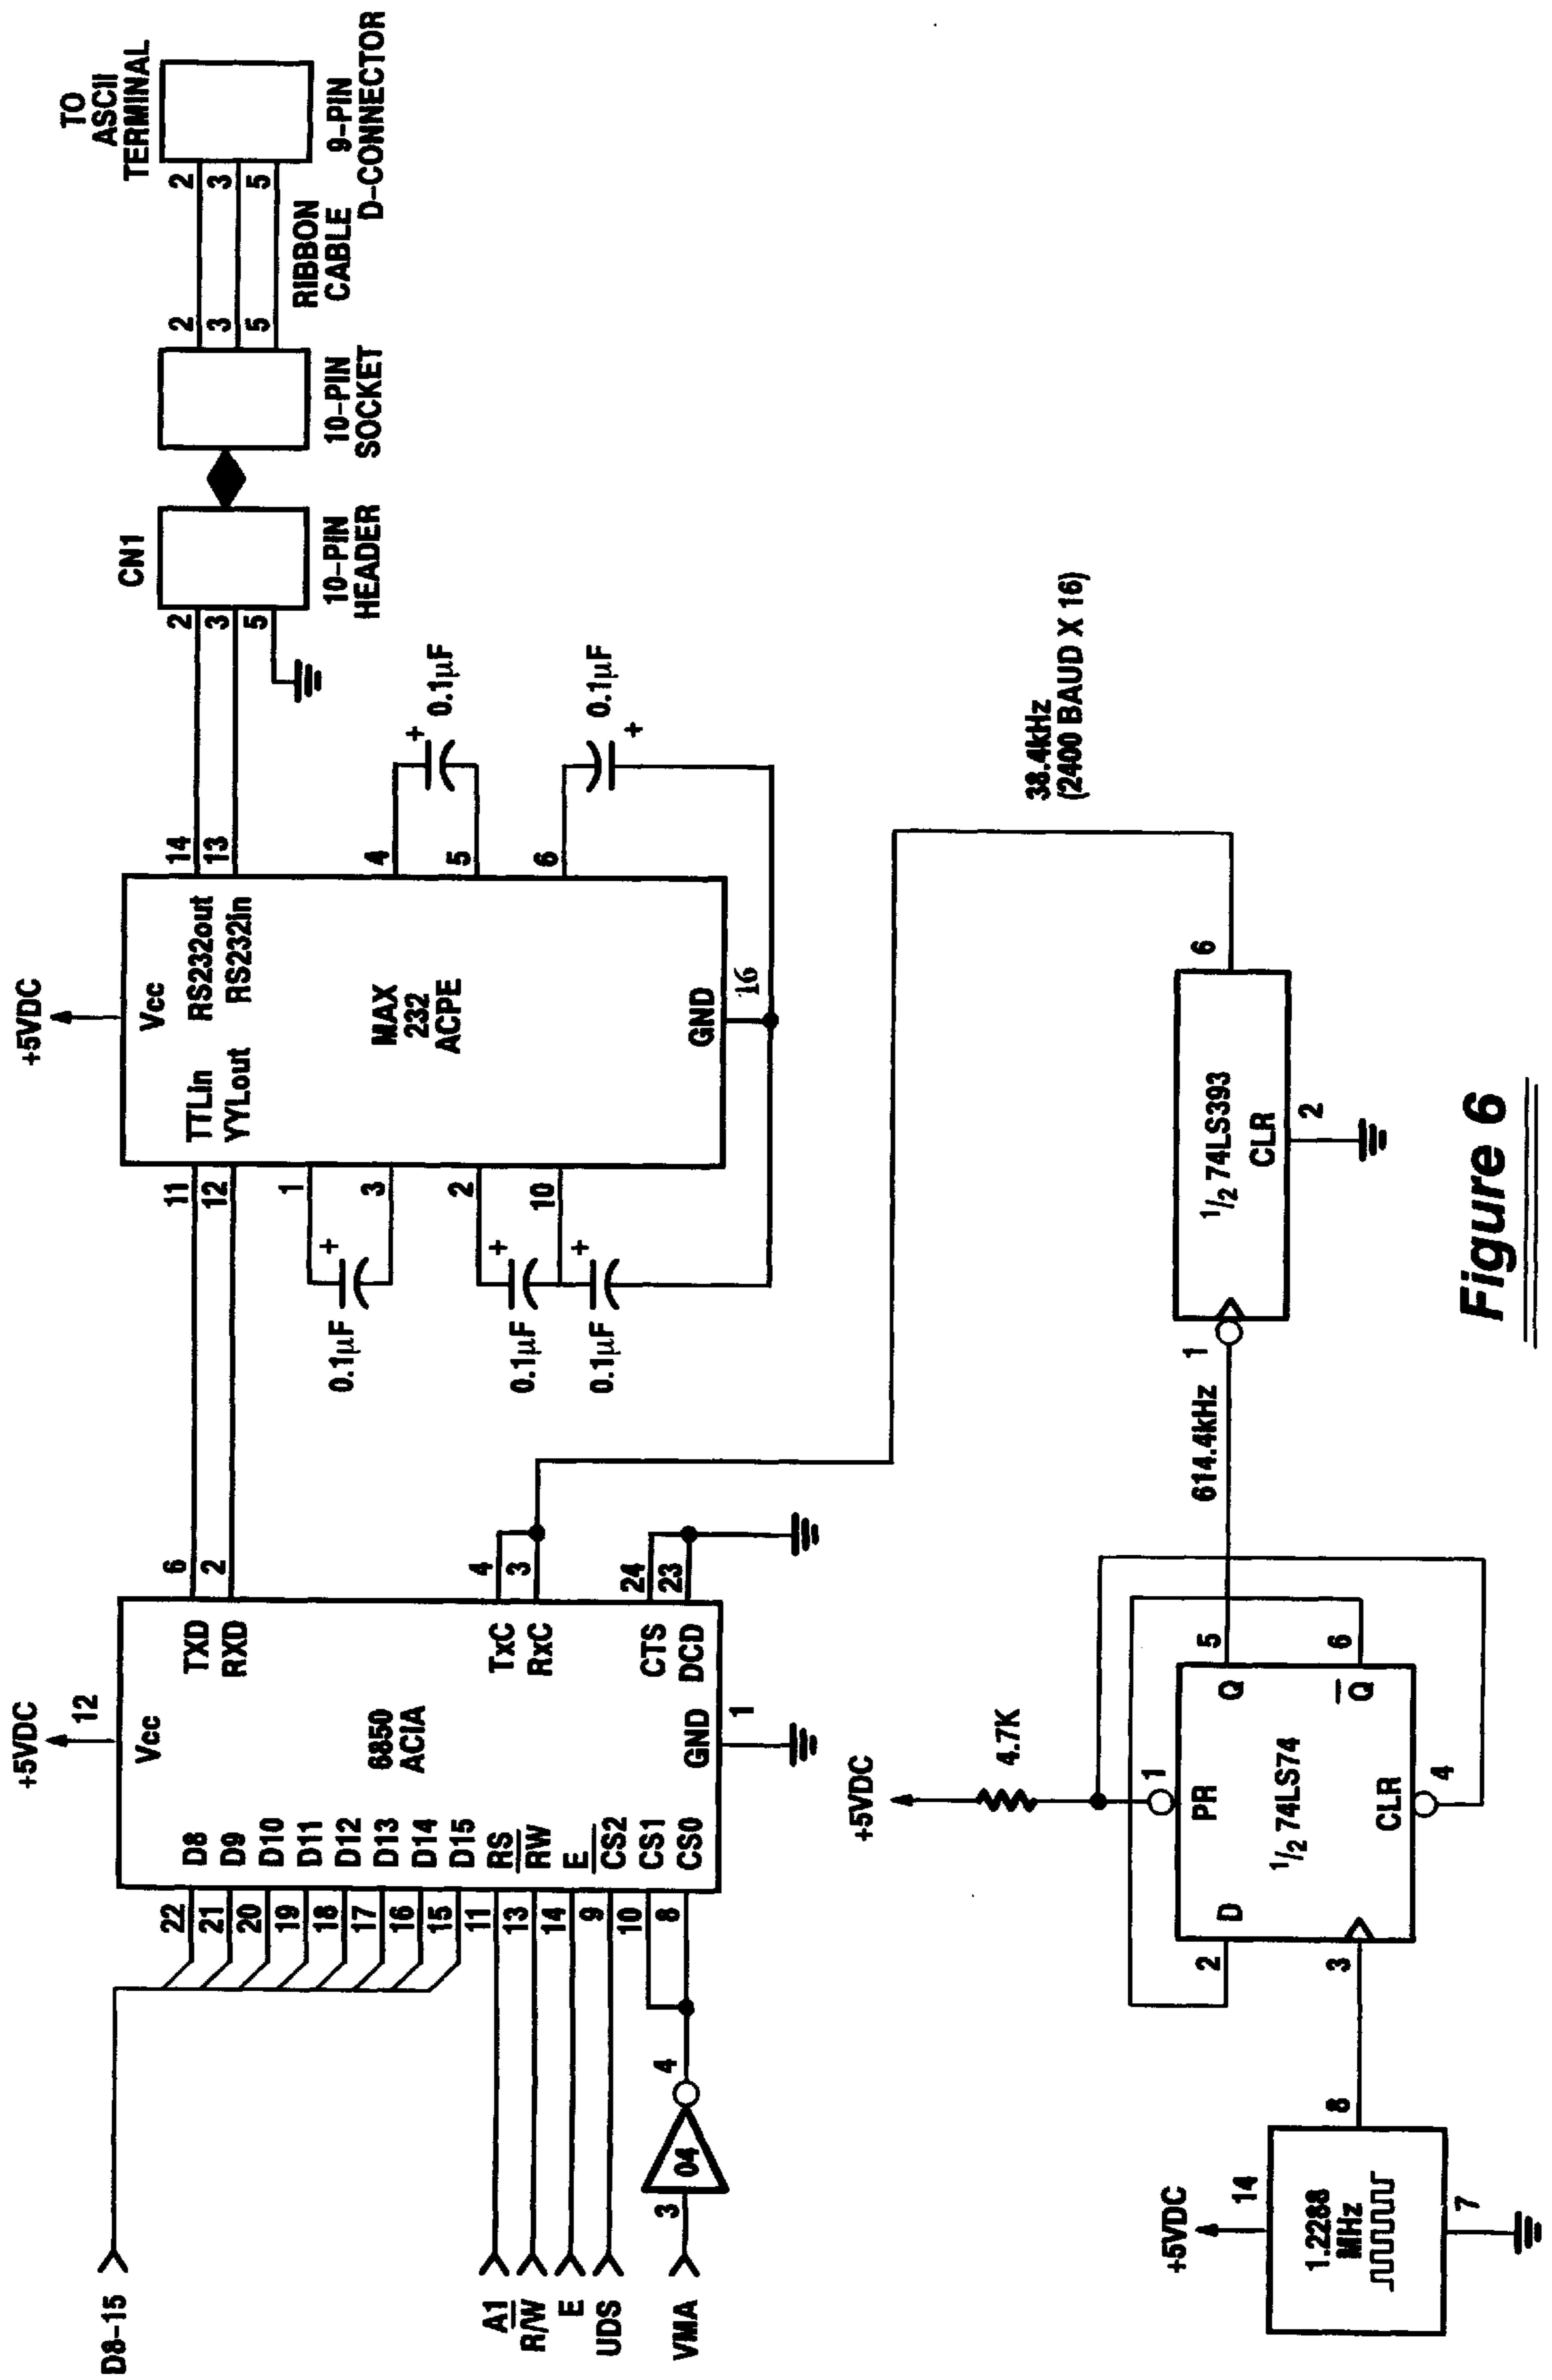 +5VDC
12
Vcc
D8-15
22
D8
21
D9
20
D10
19
D11
18
D12
17
D13
16
D14
15
D15
A1
11
RS
R/W
13
RW
E
14
E
UDS
9
CS2
10
CS1
VMA
3
04
4
8
CS0
6850
ACIA
TXD
6
RXD
2
TxC
4
RxC
3
CTS
24
DCD
23
GND
1
+5VDC
Vcc
11
TTLin
12
YYLout
RS232out
14
RS232in
13
1
3
+
0.1µF
2
10
+
0.1µF
+
0.1µF
MAX
232
ACPE
4
5
+
0.1µF
6
0.1µF
+
GND
16
CN1
2
3
5
10-PIN
HEADER
2
3
5
10-PIN
SOCKET
RIBBON
CABLE
TO
ASCII
TERMINAL
2
3
5
9-PIN
D-CONNECTOR
+5VDC
14
1.2288
MHz
7
8
+5VDC
4.7K
1
PR
2
D
3
1/2 74LS74
Q
5
Q
6
CLR
4
614.4kHz
1
1/2 74LS393
CLR
2
6
38.4kHz
(2400 BAUD X 16)
Figure 6